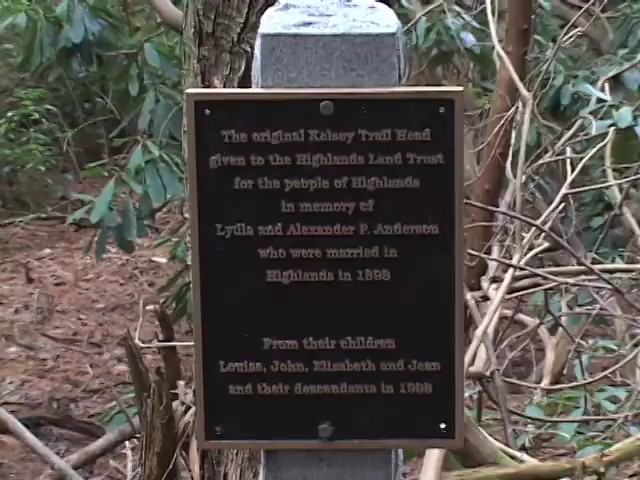 The original Kelsey Trail Head
given to the Highlands Land Trust
for the people of Highlands
in memory of
Lydia and Alexander P. Anderson
who were married in
Highlands in 1898
From their children
Louise, John, Elizabeth and Jean
and their descendants in 1998